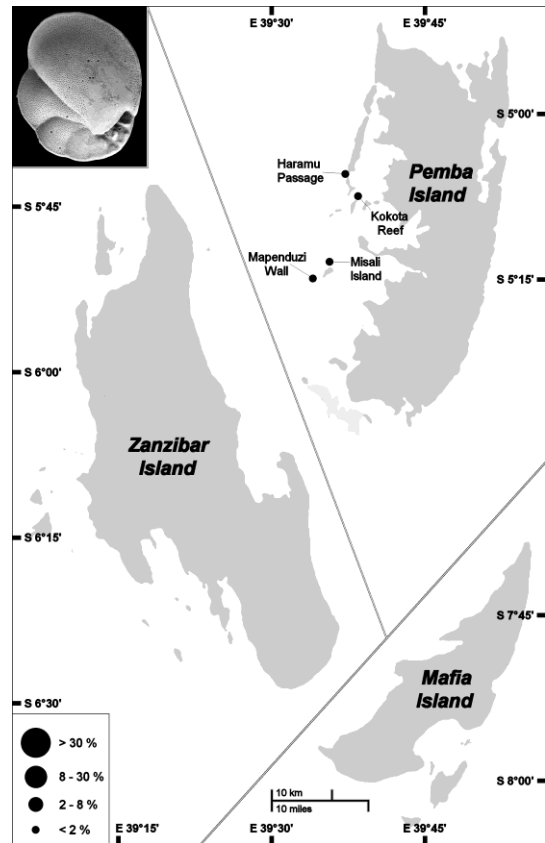 E 39°30'
E 39°45'
S 5°00'
Haramu
Passage
Pemba
Island
Kokota
Reef
S 5°45'
Mapenduzi
Wall
Misali
Island
S 5°15'
S 6°00'
Zanzibar
Island
S 6°15'
S 7°45'
Mafia
Island
S 6°30'
> 30 %
8 - 30 %
2 - 8 %
< 2 %
S 8°00'
10 km
10 miles
E 39°15'
E 39°30'
E 39°45'